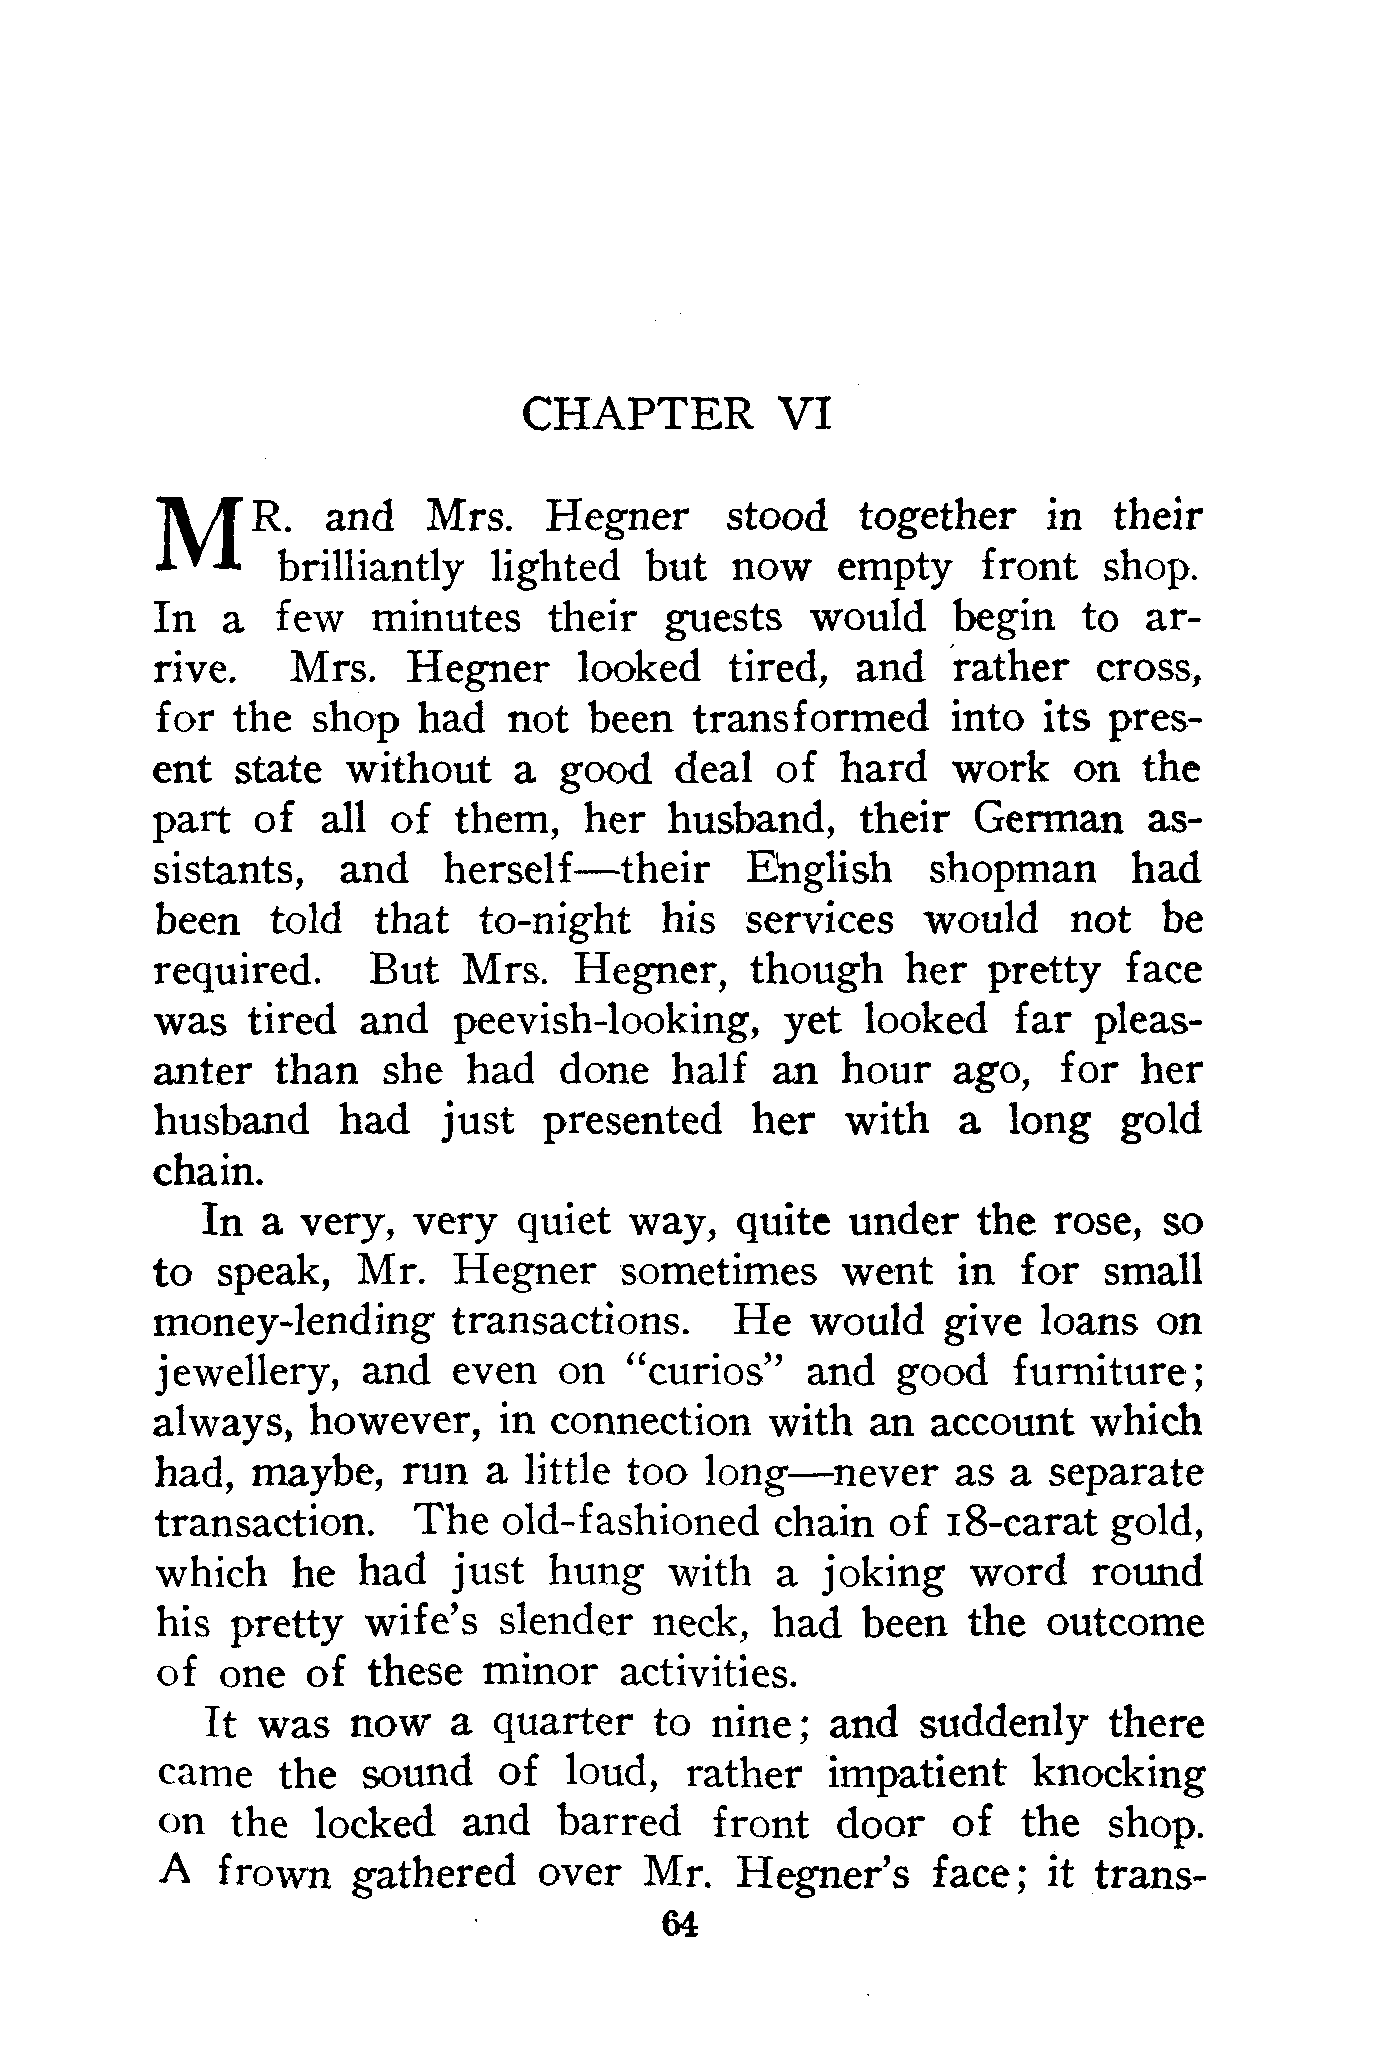 CHAPTER VI
MR. and Mrs. Hegner stood together in their
brilliantly lighted but now empty front shop.
In a few minutes their guests would begin to ar-
rive. Mrs. Hegner looked tired, and rather cross,
for the shop had not been transformed into its pres-
ent state without a good deal of hard work on the
part of all of them, her husband, their German as-
sistants, and herself—their English shopman had
been told that to-night his services would not be
required. But Mrs. Hegner, though her pretty face
was tired and peevish-looking, yet looked far pleas-
anter than she had done half an hour ago, for her
husband had just presented her with a long gold
chain.
In a very, very quiet way, quite under the rose, so
to speak, Mr. Hegner sometimes went in for small
money-lending transactions. He would give loans on
jewellery, and even on "curios" and good furniture;
always, however, in connection with an account which
had, maybe, run a little too long—never as a separate
transaction. The old-fashioned chain of 18-carat gold,
which he had just hung with a joking word round
his pretty wife's slender neck, had been the outcome
of one of these minor activities.
It was now a quarter to nine; and suddenly there
came the sound of loud, rather impatient knocking
on the locked and barred front door of the shop.
A frown gathered over Mr. Hegner's face; it trans-
64